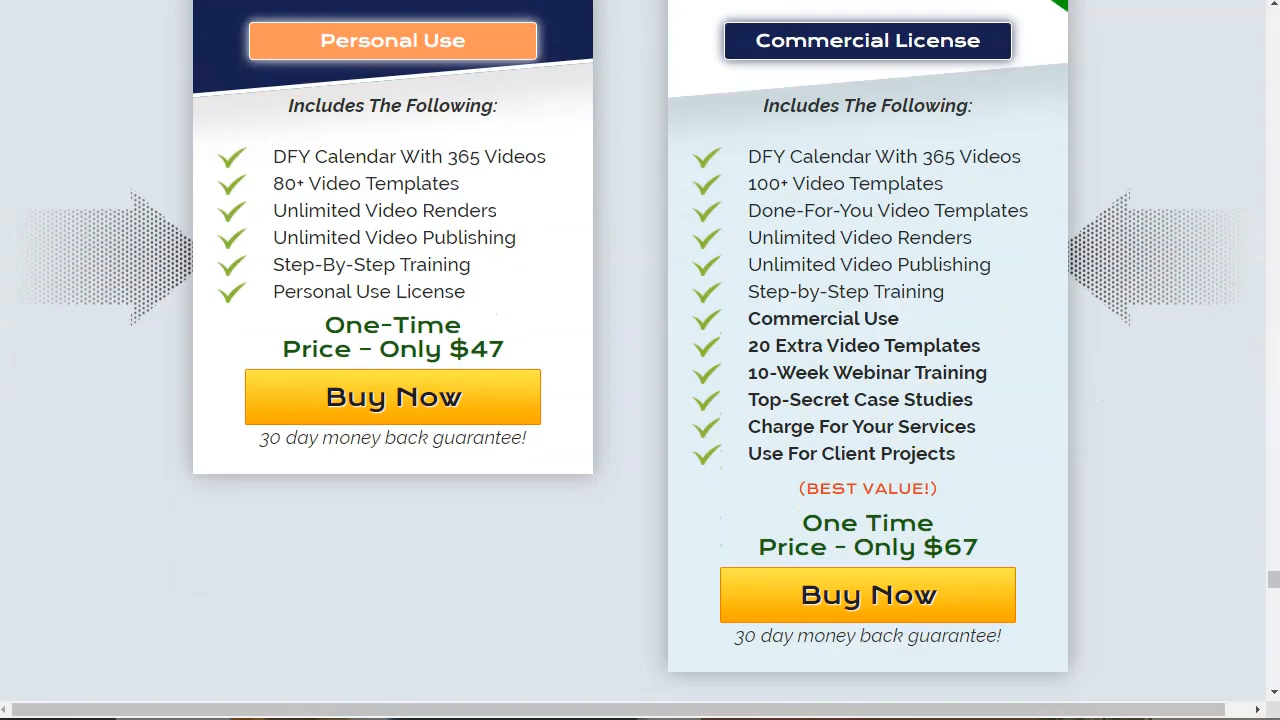 Personal Use
Includes The Following:
DFY Calendar With 365 Videos
80+ Video Templates
Unlimited Video Renders
Unlimited Video Publishing
Step-By-Step Training
Personal Use License
One-Time
Price - Only $47
Buy Now
30 day money back guarantee!
Commercial License
Includes The Following:
DFY Calendar With 365 Videos
100+ Video Templates
Done-For-You Video Templates
Unlimited Video Renders
Unlimited Video Publishing
Step-by-Step Training
Commercial Use
20 Extra Video Templates
10-Week Webinar Training
Top-Secret Case Studies
Charge For Your Services
Use For Client Projects
(BEST VALUE!)
One Time
Price - Only $67
Buy Now
30 day money back guarantee!